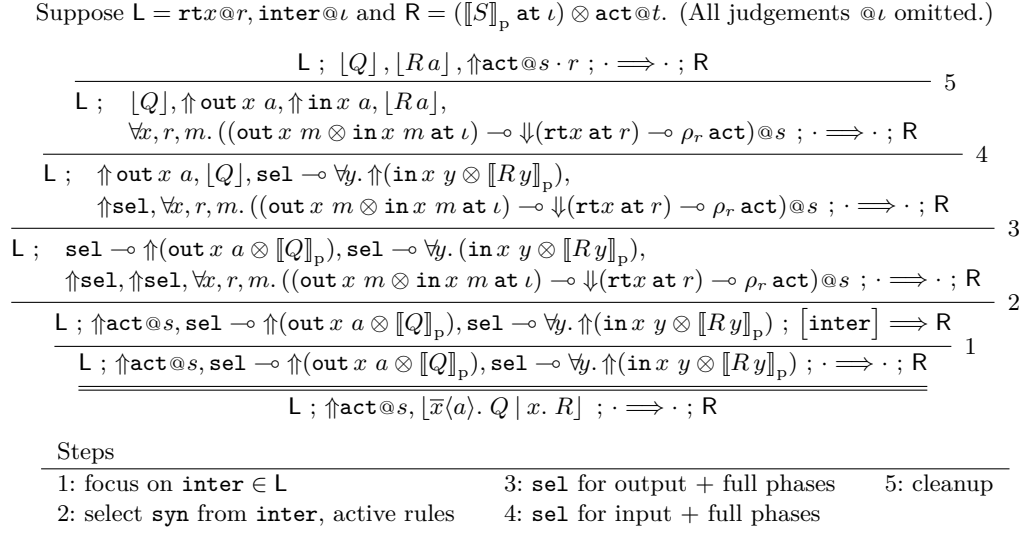 Suppose L = rtx@r, inter@ι and R = (⟦S⟧p at ι) ⊗ act@t. (All judgements @ι omitted.)
L ; ⌊Q⌋, ⌊R a⌋, ⇑act@s · r ; · ⟹ · ; R
5
L ; ⌊Q⌋, ⇑out x a, ⇑in x a, ⌊R a⌋,
∀x, r, m. ((out x m ⊗ in x m at ι) ⊸ ⇓(rtx at r) ⊸ ρr act)@s ; · ⟹ · ; R
4
L ; ⇑out x a, ⌊Q⌋, sel ⊸ ∀y. ⇑(in x y ⊗ ⟦R y⟧p),
⇑sel, ∀x, r, m. ((out x m ⊗ in x m at ι) ⊸ ⇓(rtx at r) ⊸ ρr act)@s ; · ⟹ · ; R
3
L ; sel ⊸ ⇑(out x a ⊗ ⟦Q⟧p), sel ⊸ ∀y. (in x y ⊗ ⟦R y⟧p),
⇑sel, ⇑sel, ∀x, r, m. ((out x m ⊗ in x m at ι) ⊸ ⇓(rtx at r) ⊸ ρr act)@s ; · ⟹ · ; R
2
L ; ⇑act@s, sel ⊸ ⇑(out x a ⊗ ⟦Q⟧p), sel ⊸ ∀y. ⇑(in x y ⊗ ⟦R y⟧p) ; [inter] ⟹ R
1
L ; ⇑act@s, sel ⊸ ⇑(out x a ⊗ ⟦Q⟧p), sel ⊸ ∀y. ⇑(in x y ⊗ ⟦R y⟧p) ; · ⟹ · ; R
L ; ⇑act@s, ⌊x̅⟨a⟩. Q | x. R⌋ ; · ⟹ · ; R
Steps
1: focus on inter ∈ L 3: sel for output + full phases 5: cleanup
2: select syn from inter, active rules 4: sel for input + full phases